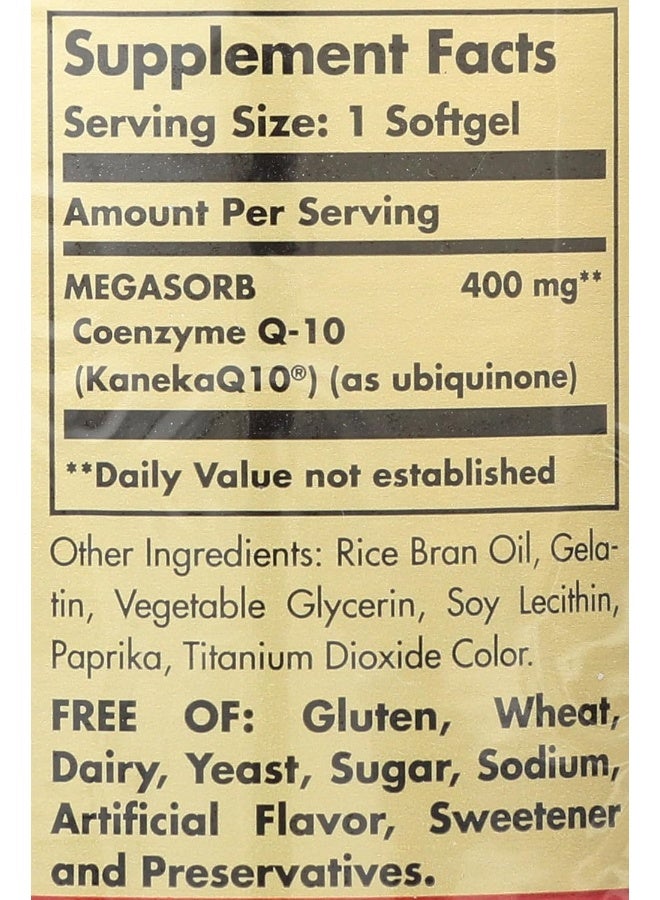 Supplement Facts
Serving Size: 1 Softgel
Amount Per Serving
MEGASORB 400 mg**
Coenzyme Q-10
(KanekaQ10®) (as ubiquinone)
**Daily Value not established
Other Ingredients: Rice Bran Oil, Gela-
tin, Vegetable Glycerin, Soy Lecithin,
Paprika, Titanium Dioxide Color.
FREE OF: Gluten, Wheat,
Dairy, Yeast, Sugar, Sodium,
Artificial Flavor, Sweetener
and Preservatives.